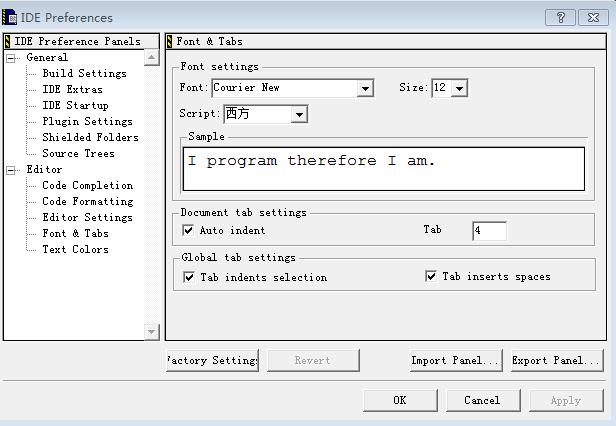 IDE Preferences
IDE Preference Panels
General
Build Settings
IDE Extras
IDE Startup
Plugin Settings
Shielded Folders
Source Trees
Editor
Code Completion
Code Formatting
Editor Settings
Font & Tabs
Text Colors
Font & Tabs
Font settings
Font: Courier New Size: 12
Script: 西方
Sample
I program therefore I am.
Document tab settings
Auto indent Tab 4
Global tab settings
Tab indents selection Tab inserts spaces
Factory Settings Revert Import Panel... Export Panel...
OK Cancel Apply